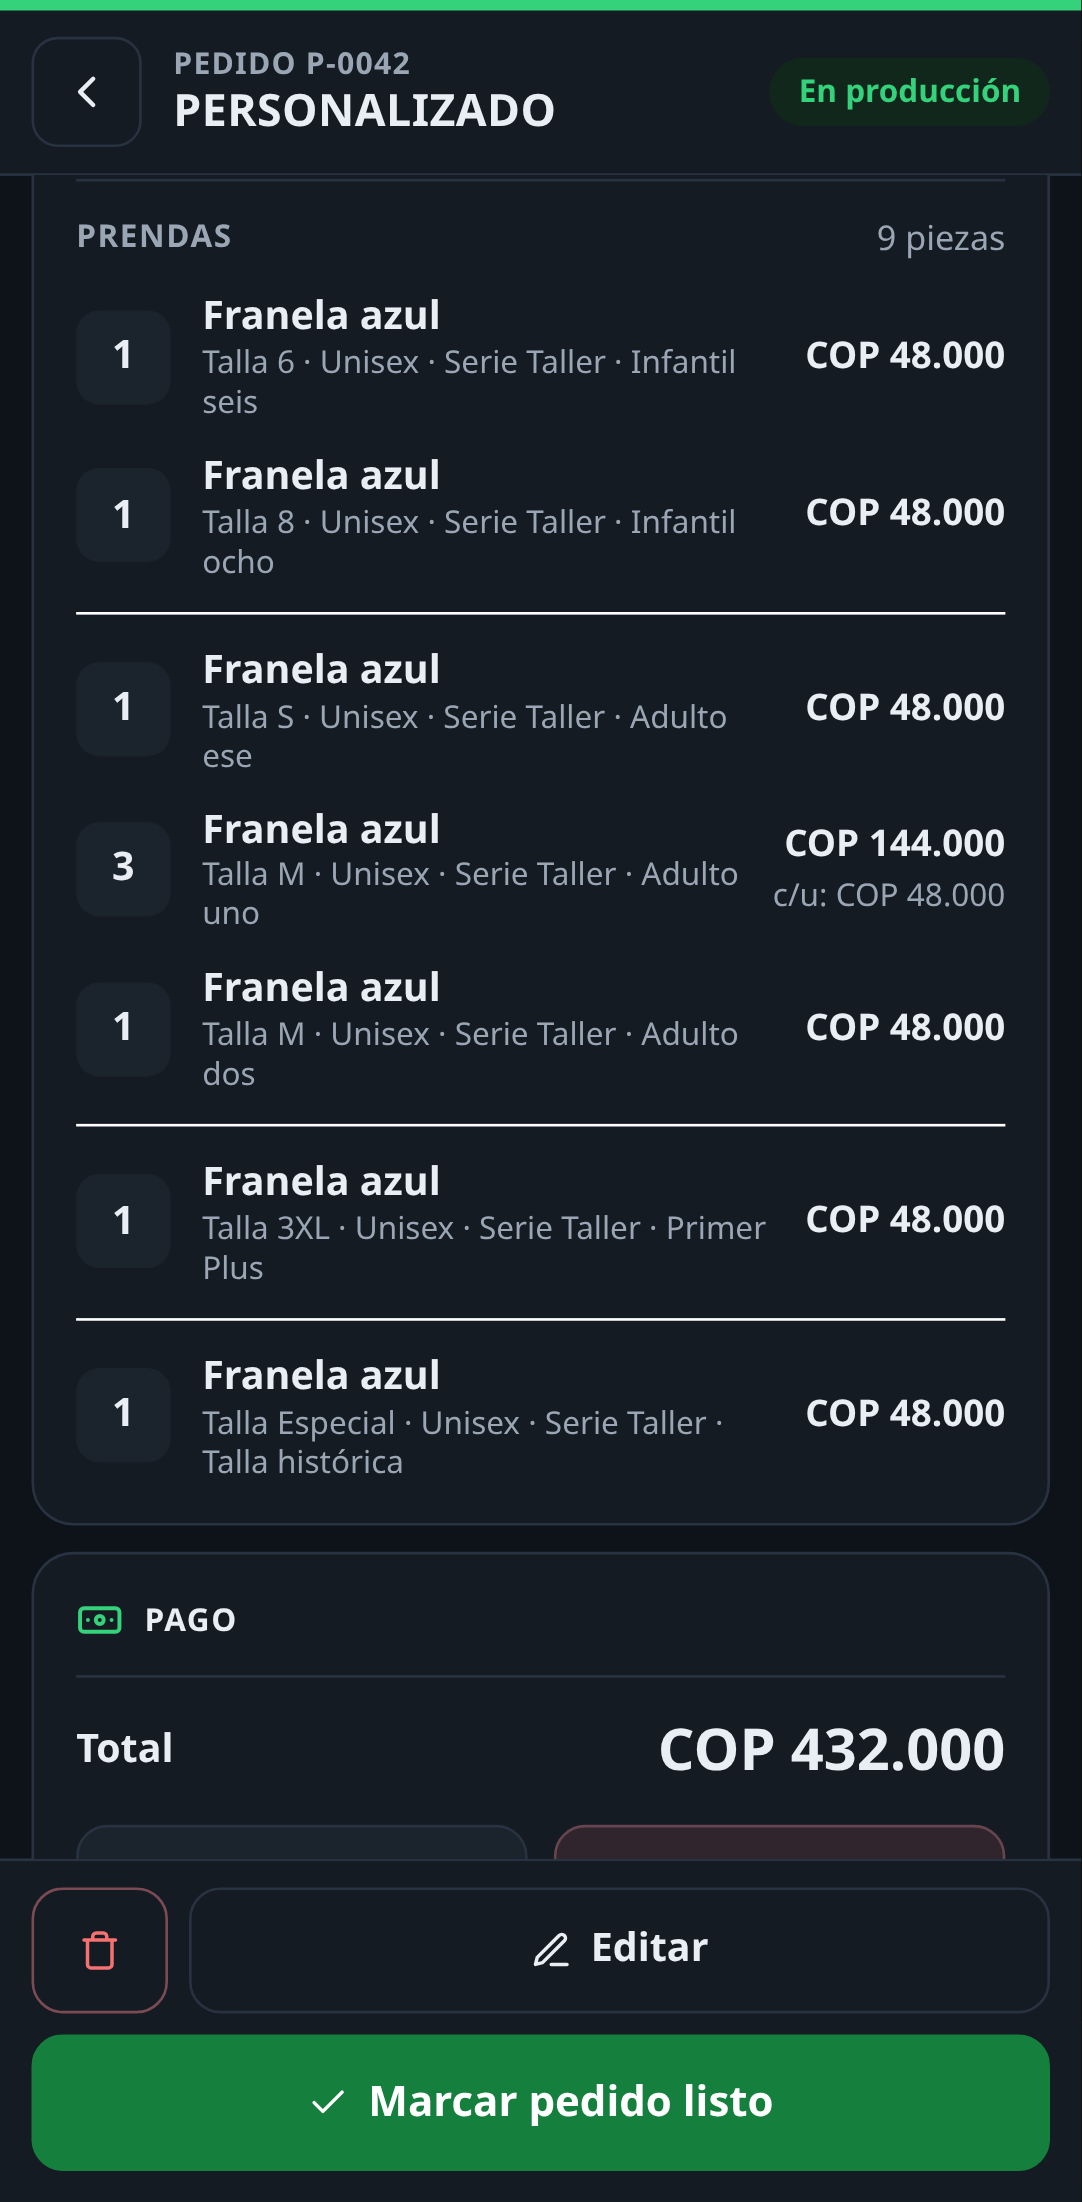 PEDIDO P-0042
PERSONALIZADO
En producción
PRENDAS
9 piezas
1
Franela azul
Talla 6 · Unisex · Serie Taller · Infantil
seis
COP 48.000
1
Franela azul
Talla 8 · Unisex · Serie Taller · Infantil
ocho
COP 48.000
1
Franela azul
Talla S · Unisex · Serie Taller · Adulto
ese
COP 48.000
3
Franela azul
Talla M · Unisex · Serie Taller · Adulto
uno
COP 144.000
c/u: COP 48.000
1
Franela azul
Talla M · Unisex · Serie Taller · Adulto
dos
COP 48.000
1
Franela azul
Talla 3XL · Unisex · Serie Taller · Primer
Plus
COP 48.000
1
Franela azul
Talla Especial · Unisex · Serie Taller ·
Talla histórica
COP 48.000
PAGO
Total
COP 432.000
Editar
Marcar pedido listo